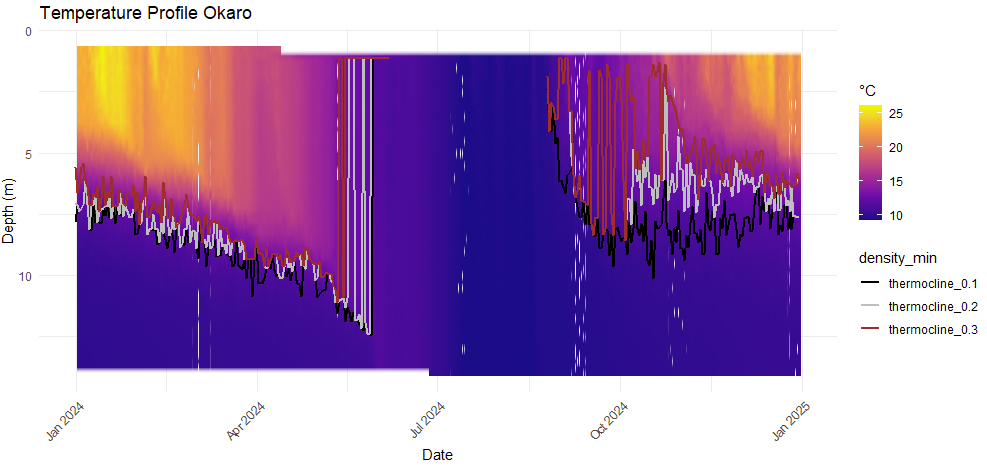 Temperature Profile Okaro
0
5
10
Depth (m)
Jan 2024
Apr 2024
Jul 2024
Oct 2024
Jan 2025
Date
°C
25
20
15
10
density_min
thermocline_0.1
thermocline_0.2
thermocline_0.3